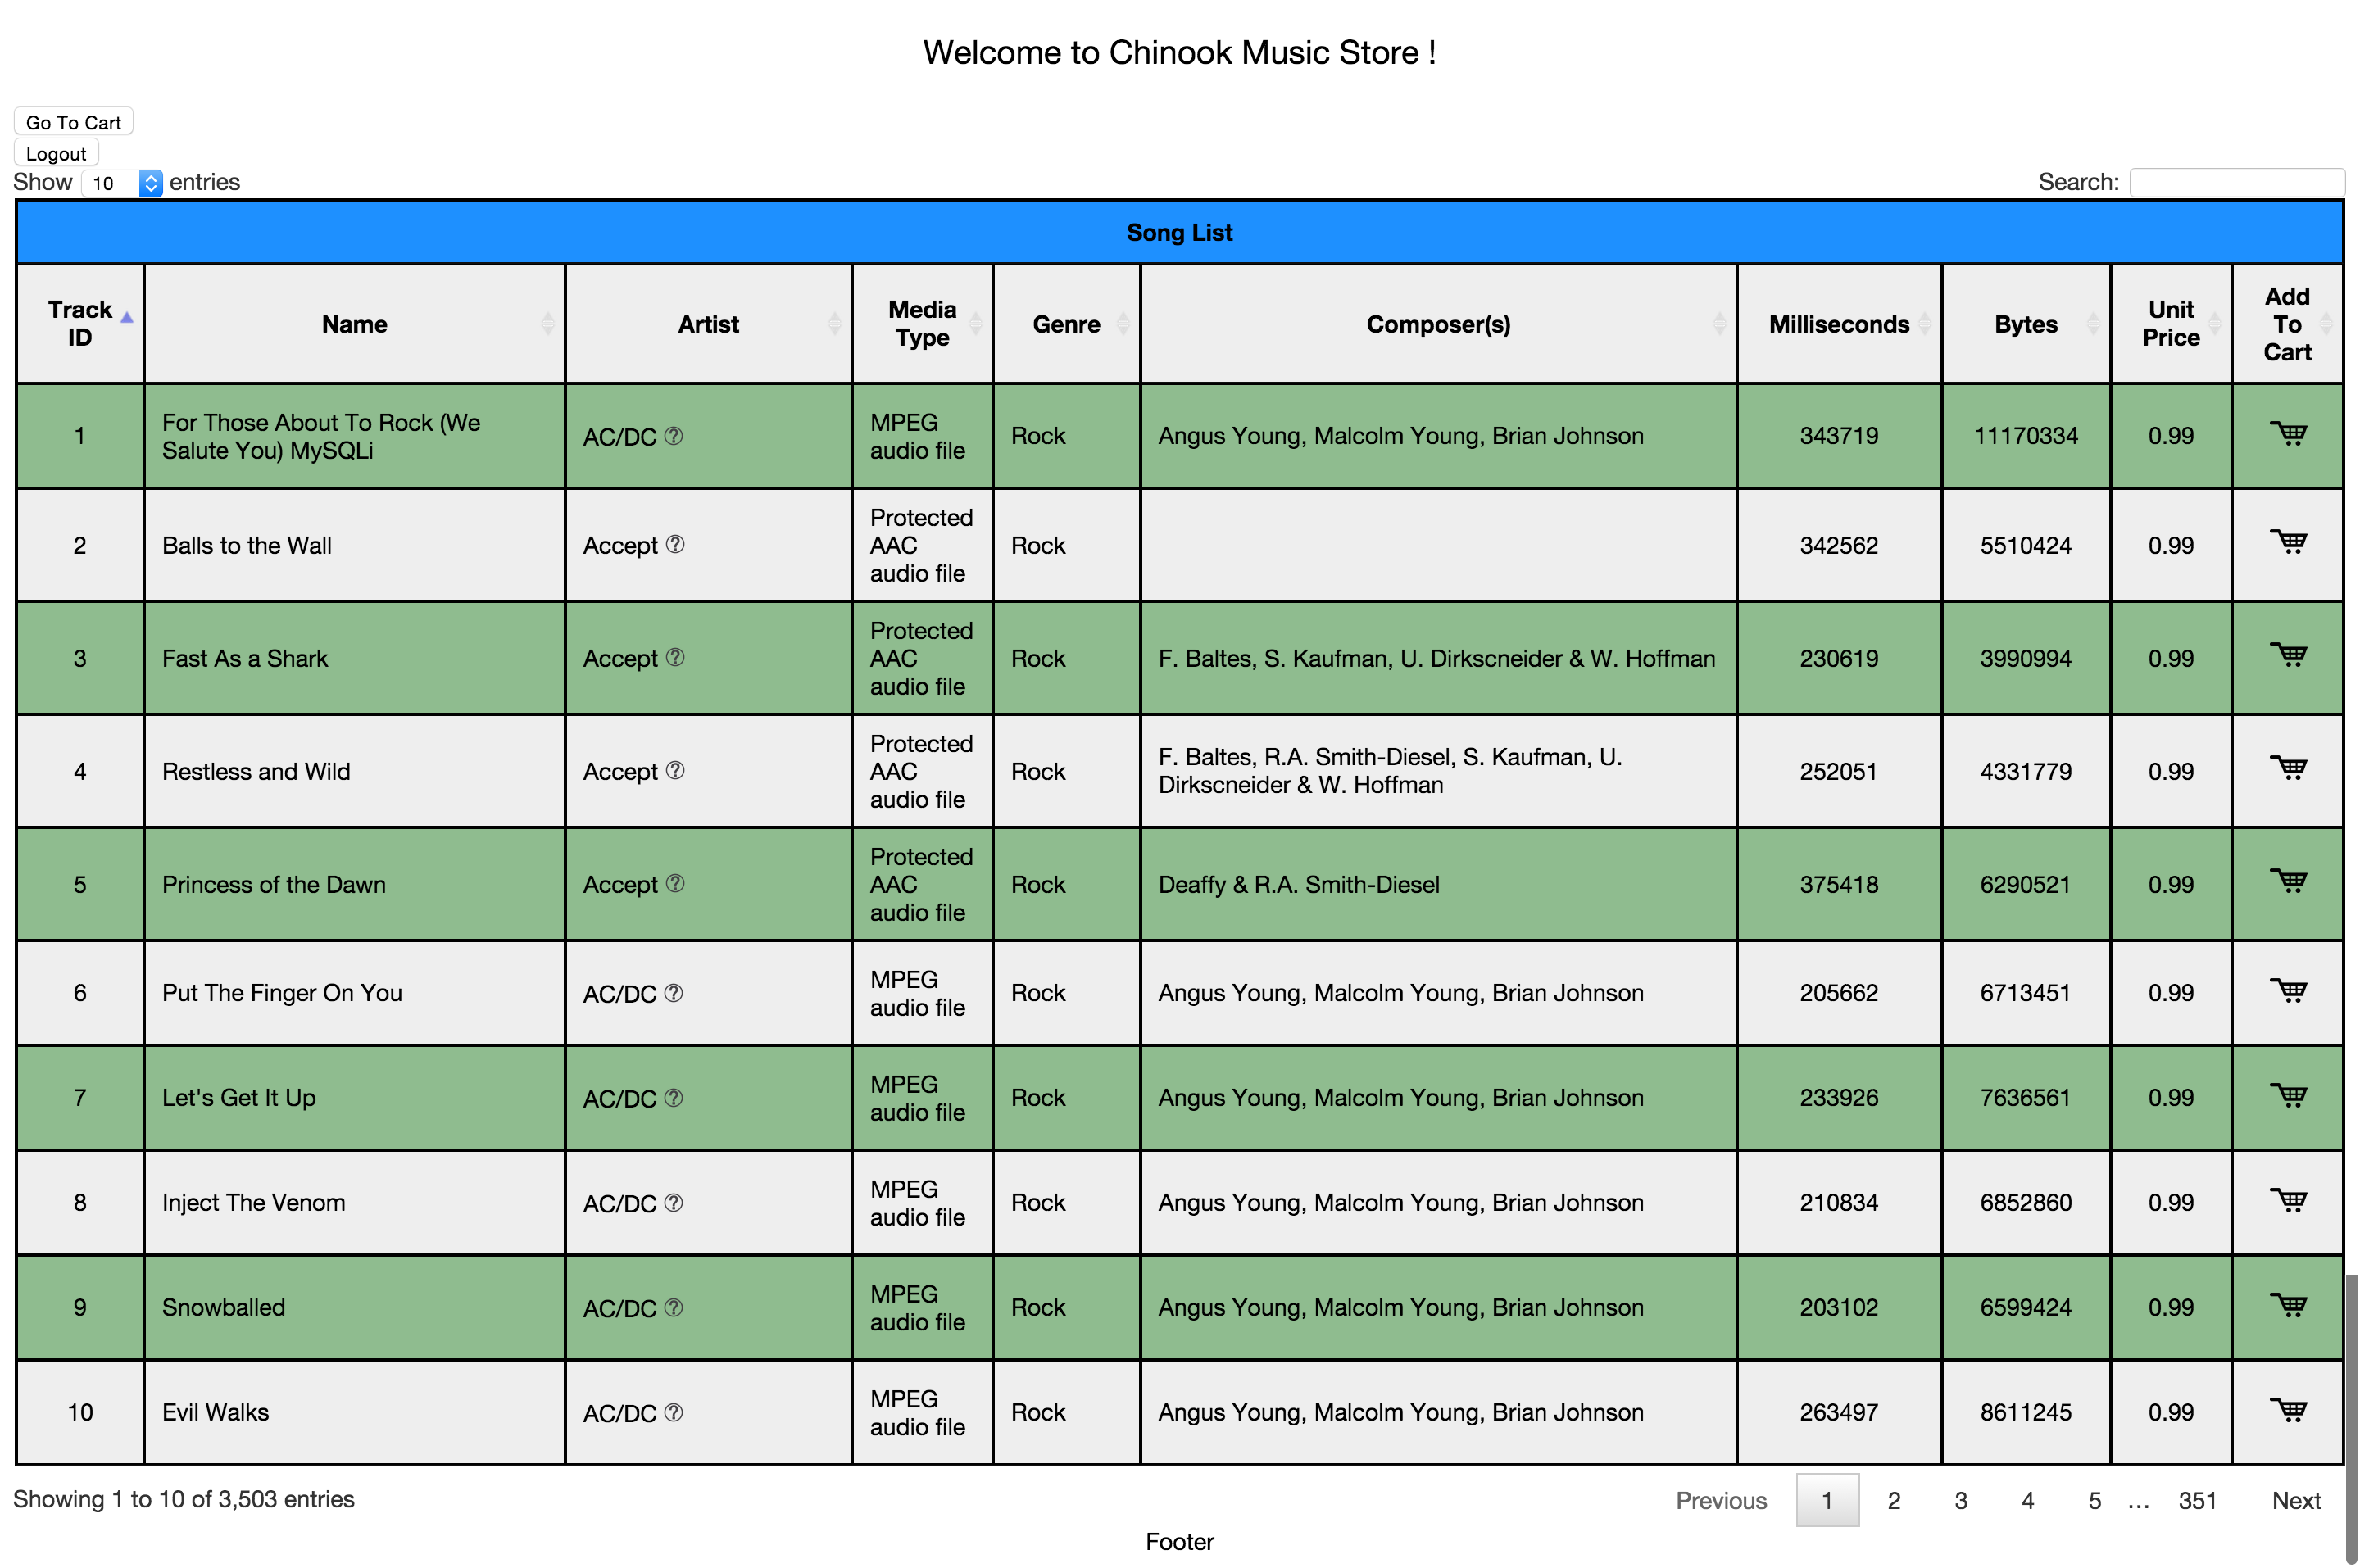 Welcome to Chinook Music Store !
Go To Cart
Logout
Show 10 entries
Search:
Song List
Track ID Name Artist Media Type Genre Composer(s) Milliseconds Bytes Unit Price Add To Cart
1 For Those About To Rock (We Salute You) MySQLi AC/DC ? MPEG audio file Rock Angus Young, Malcolm Young, Brian Johnson 343719 11170334 0.99
2 Balls to the Wall Accept ? Protected AAC audio file Rock 342562 5510424 0.99
3 Fast As a Shark Accept ? Protected AAC audio file Rock F. Baltes, S. Kaufman, U. Dirkscneider & W. Hoffman 230619 3990994 0.99
4 Restless and Wild Accept ? Protected AAC audio file Rock F. Baltes, R.A. Smith-Diesel, S. Kaufman, U. Dirkscneider & W. Hoffman 252051 4331779 0.99
5 Princess of the Dawn Accept ? Protected AAC audio file Rock Deaffy & R.A. Smith-Diesel 375418 6290521 0.99
6 Put The Finger On You AC/DC ? MPEG audio file Rock Angus Young, Malcolm Young, Brian Johnson 205662 6713451 0.99
7 Let's Get It Up AC/DC ? MPEG audio file Rock Angus Young, Malcolm Young, Brian Johnson 233926 7636561 0.99
8 Inject The Venom AC/DC ? MPEG audio file Rock Angus Young, Malcolm Young, Brian Johnson 210834 6852860 0.99
9 Snowballed AC/DC ? MPEG audio file Rock Angus Young, Malcolm Young, Brian Johnson 203102 6599424 0.99
10 Evil Walks AC/DC ? MPEG audio file Rock Angus Young, Malcolm Young, Brian Johnson 263497 8611245 0.99
Showing 1 to 10 of 3,503 entries
Previous 1 2 3 4 5 … 351 Next
Footer